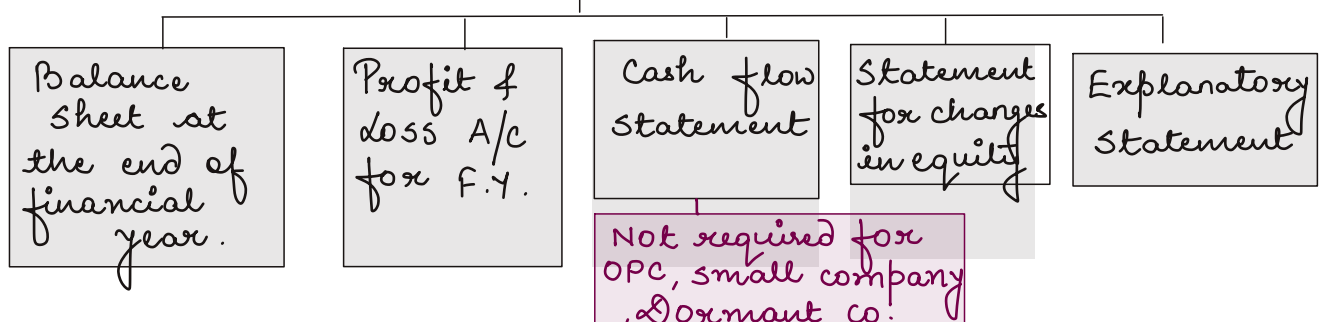 Balance
sheet at
the end of
financial
year.
Profit &
Loss A/c
for F.Y.
Cash flow
statement
Statement
for changes
in equity
Explanatory
statement
Not required for
OPC, small company
, Dormant co.